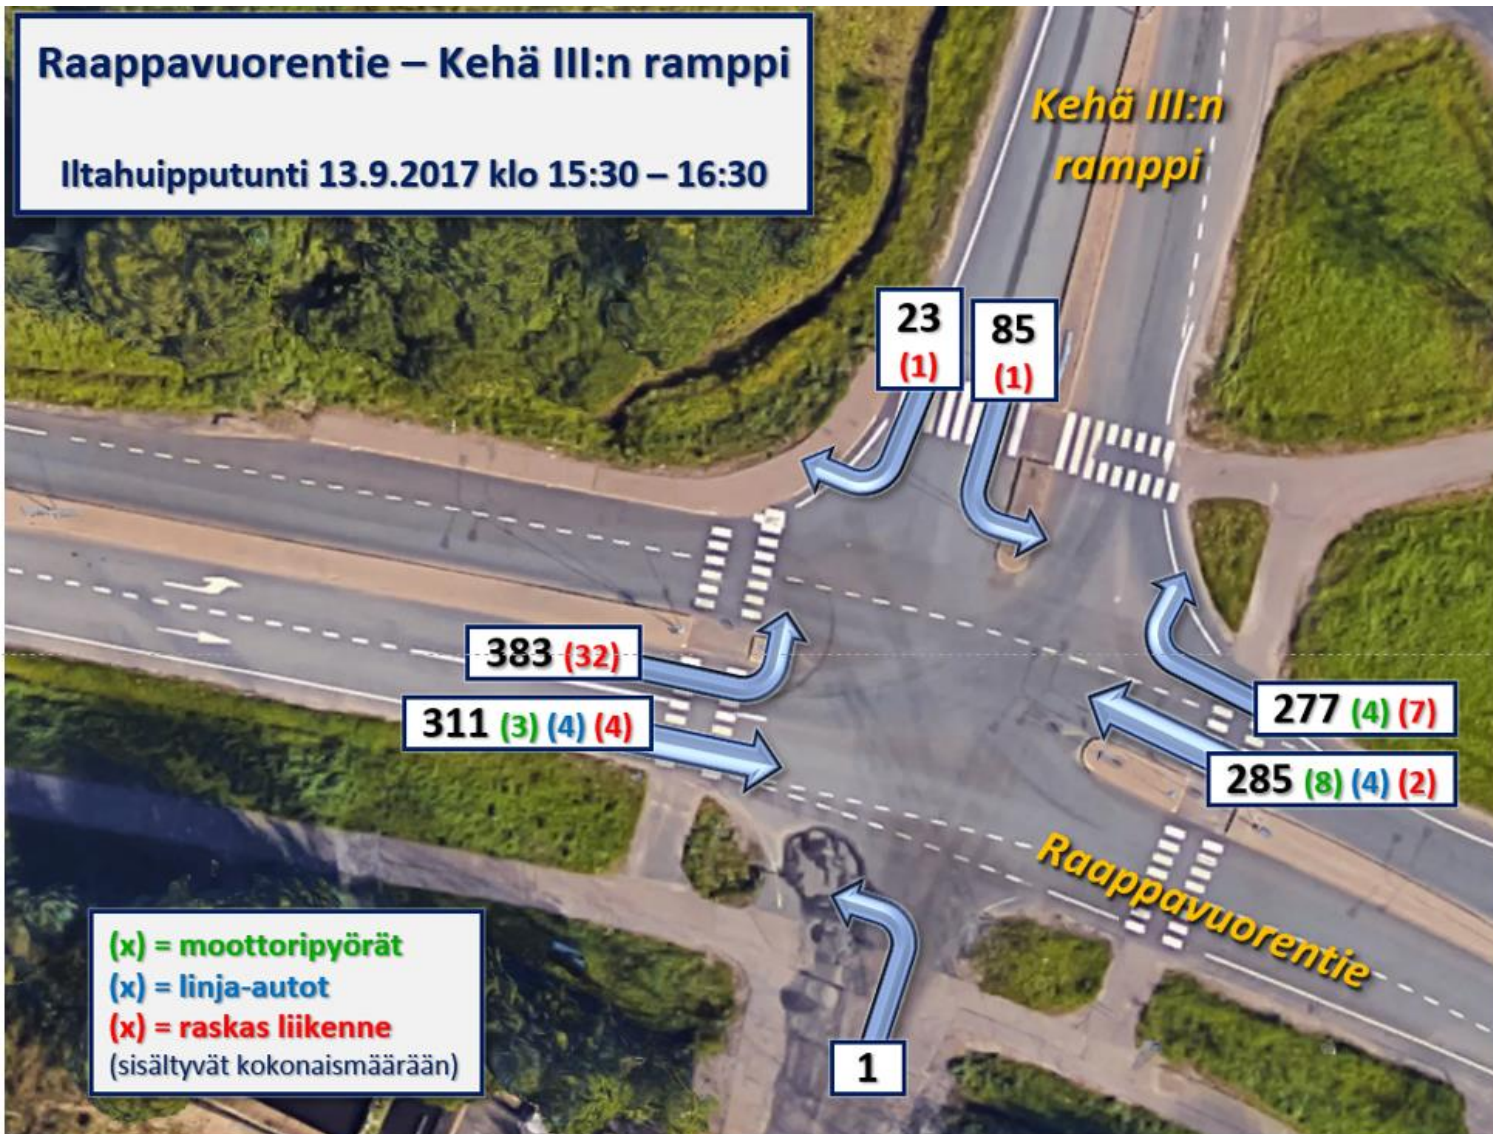 Raappavuorentie – Kehä III:n ramppi
Iltahuipputunti 13.9.2017 klo 15:30 – 16:30
Kehä III:n
ramppi
23
(1)
85
(1)
383 (32)
311 (3) (4) (4)
277 (4) (7)
285 (8) (4) (2)
Raappavuorentie
(x) = moottoripyörät
(x) = linja-autot
(x) = raskas liikenne
(sisältyvät kokonaismäärään)
1